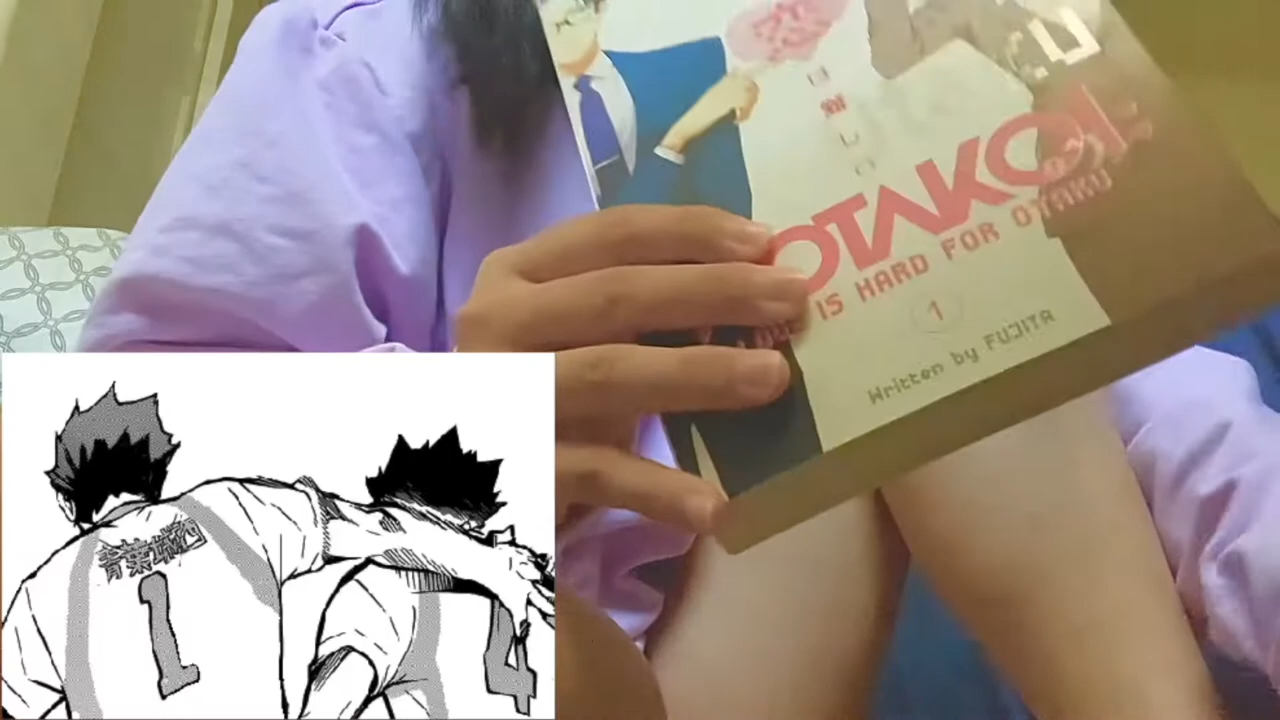 OTAKOI
IS HARD FOR OTAKU
1
Written by FUJITA
青葉城西
1
4